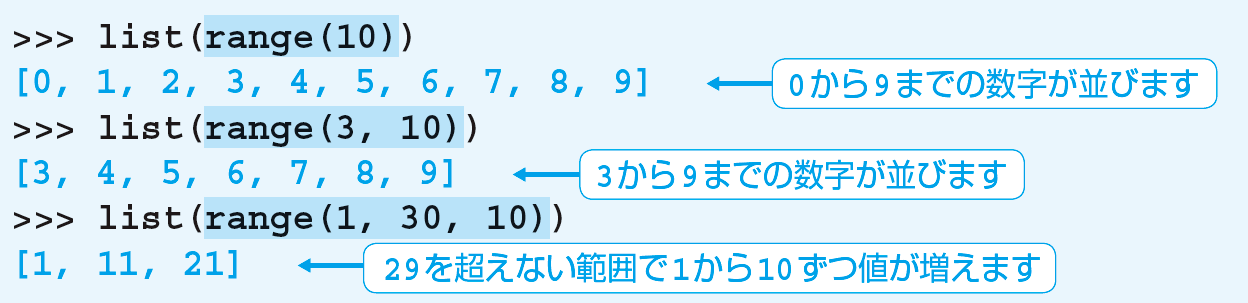 >>> list(range(10))
[0, 1, 2, 3, 4, 5, 6, 7, 8, 9] 0から9までの数字が並びます
>>> list(range(3, 10))
[3, 4, 5, 6, 7, 8, 9] 3から9までの数字が並びます
>>> list(range(1, 30, 10))
[1, 11, 21] 29を超えない範囲で1から10ずつ値が増えます